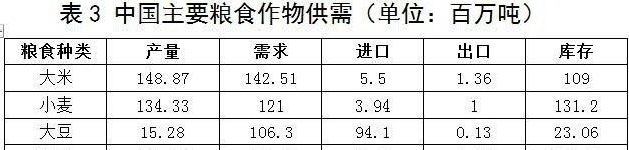 表 3 中国主要粮食作物供需（单位：百万吨）
粮食种类 产量 需求 进口 出口 库存
大米 148.87 142.51 5.5 1.36 109
小麦 134.33 121 3.94 1 131.2
大豆 15.28 106.3 94.1 0.13 23.06